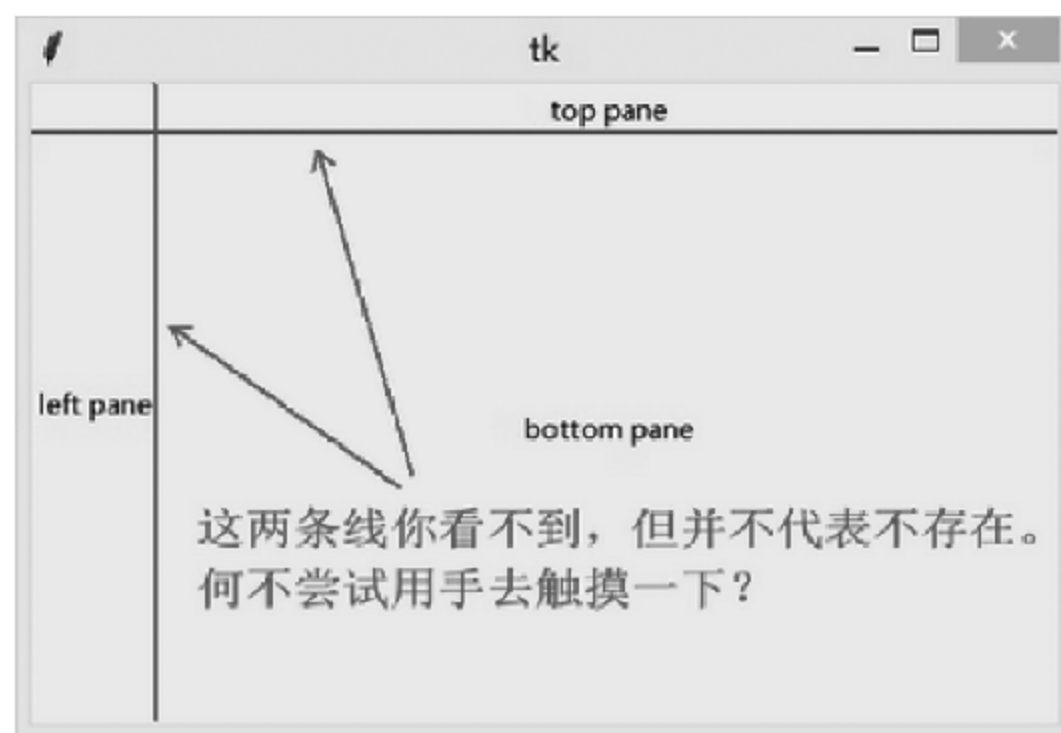 tk
top pane
left pane
bottom pane
这两条线你看不到，但并不代表不存在。
何不尝试用手去触摸一下？